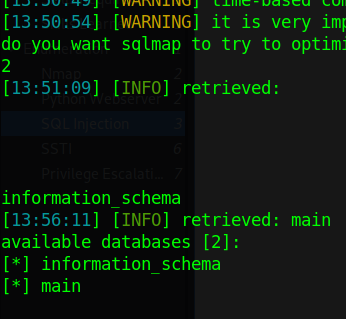 [13:50:49] [WARNING] time-based com
[13:50:54] [WARNING] it is very imp
do you want sqlmap to try to optimi
2
Nmap 2
[13:51:09] [INFO] retrieved:
Python Webserver 2
SQL Injection 3
SSTI 6
Privilege Escalati... 7
information_schema
[13:56:11] [INFO] retrieved: main
available databases [2]:
[*] information_schema
[*] main